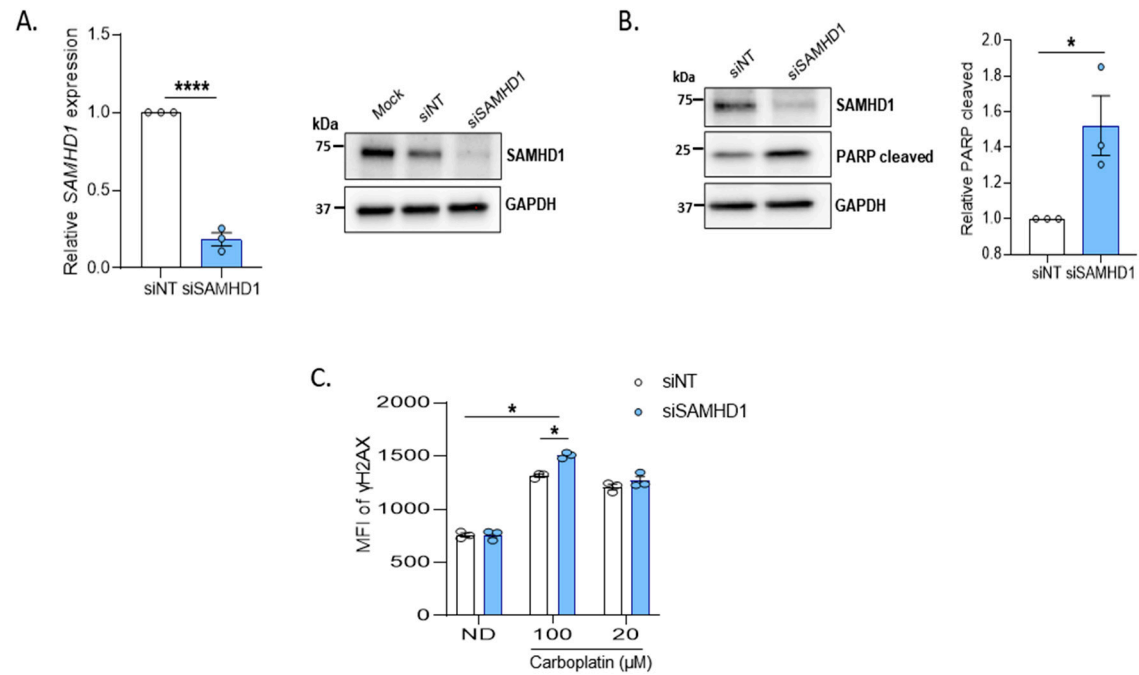 A.
Relative SAMHD1 expression
1.5
1.0
0.5
0.0
****
siNT siSAMHD1
Mock
siNT
siSAMHD1
kDa
75
SAMHD1
37
GAPDH
B.
siNT
siSAMHD1
kDa
75
SAMHD1
25
PARP cleaved
37
GAPDH
Relative PARP cleaved
2.0
1.8
1.6
1.4
1.2
1.0
0.8
*
siNT siSAMHD1
C.
siNT
siSAMHD1
MFI of γH2AX
2000
1500
1000
500
0
*
*
ND
100
20
Carboplatin (µM)